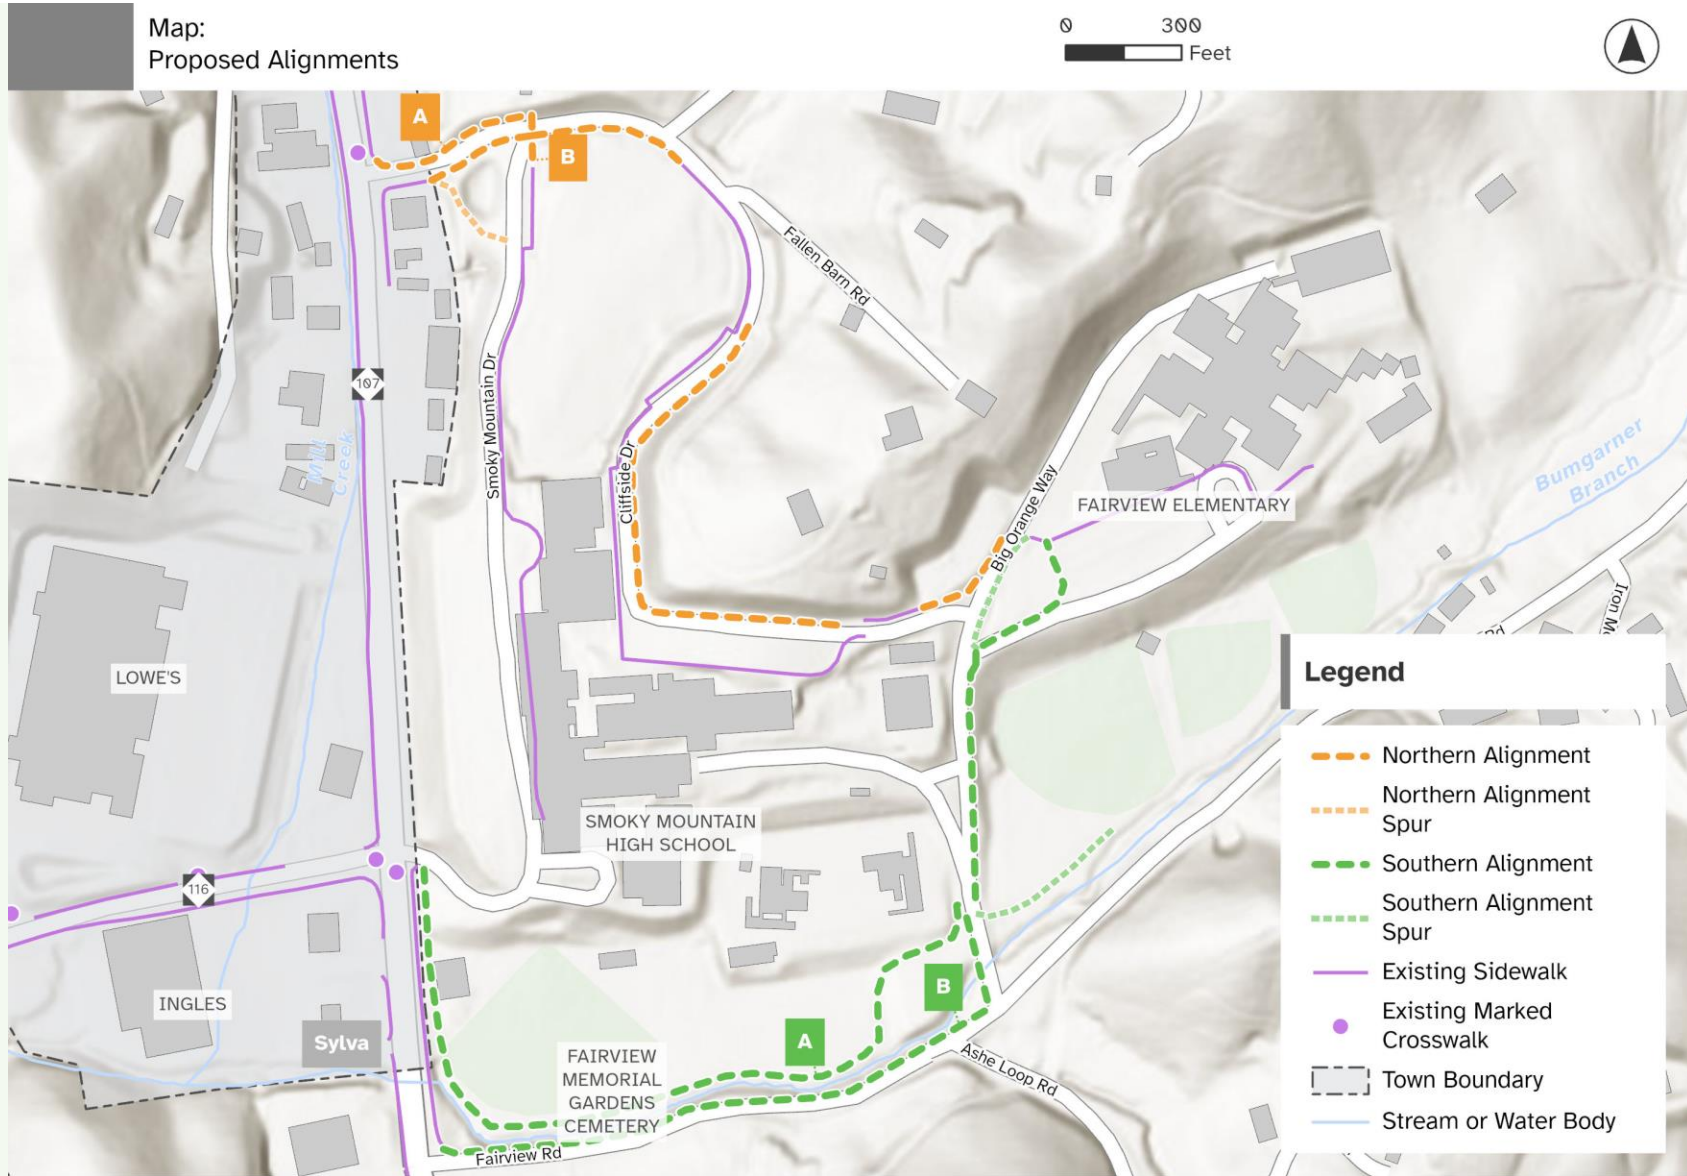 Map:
Proposed Alignments
0 300
Feet
A
B
Fallen Barn Rd
107
Smoky Mountain Dr
Mill
Creek
Cliffside Dr
Big Orange Way
FAIRVIEW ELEMENTARY
Bumgarner
Branch
LOWE'S
SMOKY MOUNTAIN
HIGH SCHOOL
116
INGLES
Sylva
FAIRVIEW
MEMORIAL
GARDENS
CEMETERY
A
B
Ashe Loop Rd
Fairview Rd
Rd
Iron Mo
Legend
Northern Alignment
Northern Alignment
Spur
Southern Alignment
Southern Alignment
Spur
Existing Sidewalk
Existing Marked
Crosswalk
Town Boundary
Stream or Water Body